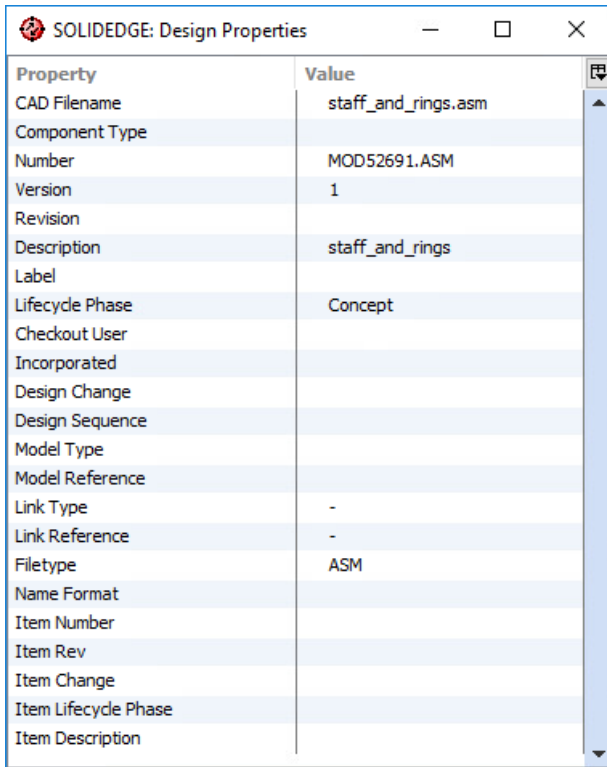 SOLIDEDGE: Design Properties
Property Value
CAD Filename staff_and_rings.asm
Component Type
Number MOD52691.ASM
Version 1
Revision
Description staff_and_rings
Label
Lifecycle Phase Concept
Checkout User
Incorporated
Design Change
Design Sequence
Model Type
Model Reference
Link Type -
Link Reference -
Filetype ASM
Name Format
Item Number
Item Rev
Item Change
Item Lifecycle Phase
Item Description